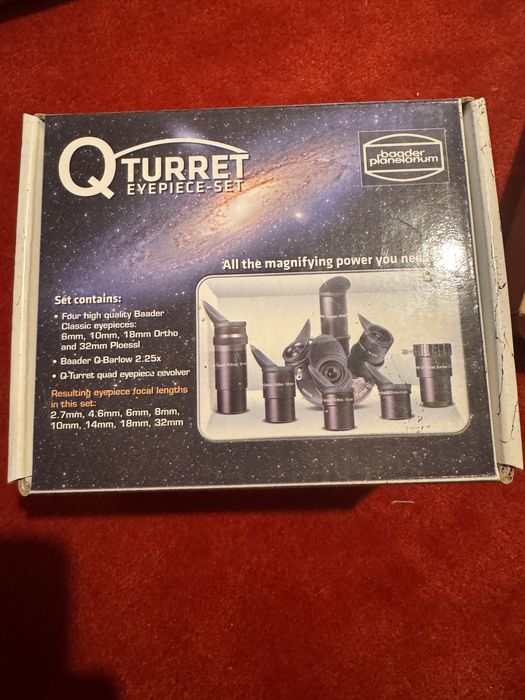 Q TURRET
EYEPIECE-SET
baader
planetarium
All the magnifying power you
Set contains:
• Four high quality Baader
Classic eyepieces:
6mm, 10mm, 18mm Ortho
and 32mm Ploessl
• Baader Q-Barlow 2.25x
• Q-Turret quad eyepiece revolver
Resulting eyepiece focal lengths
in this set:
2.7mm, 4.6mm, 6mm, 8mm,
10mm, 14mm, 18mm, 32mm